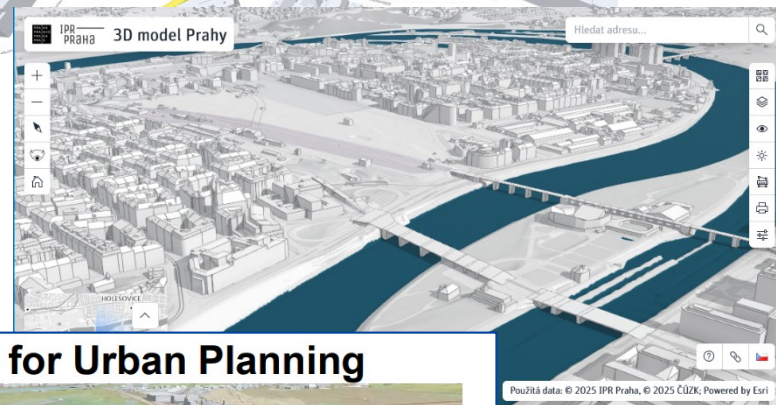 IPR
PRAHA
3D model Prahy
Hledat adresu...
HOLEŠOVICE
for Urban Planning
Použitá data: © 2025 IPR Praha, © 2025 ČÚZK; Powered by Esri